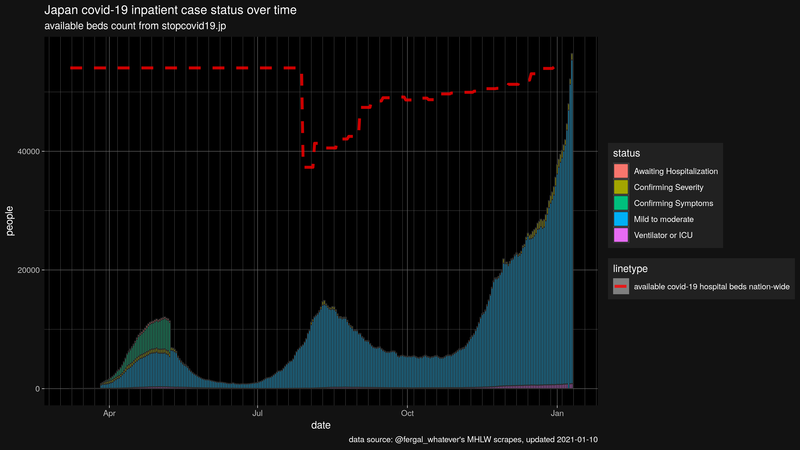 Japan covid-19 inpatient case status over time
available beds count from stopcovid19.jp
people
40000
20000
0
Apr
Jul
Oct
Jan
date
status
Awaiting Hospitalization
Confirming Severity
Confirming Symptoms
Mild to moderate
Ventilator or ICU
linetype
available covid-19 hospital beds nation-wide
data source: @fergal_whatever's MHLW scrapes, updated 2021-01-10